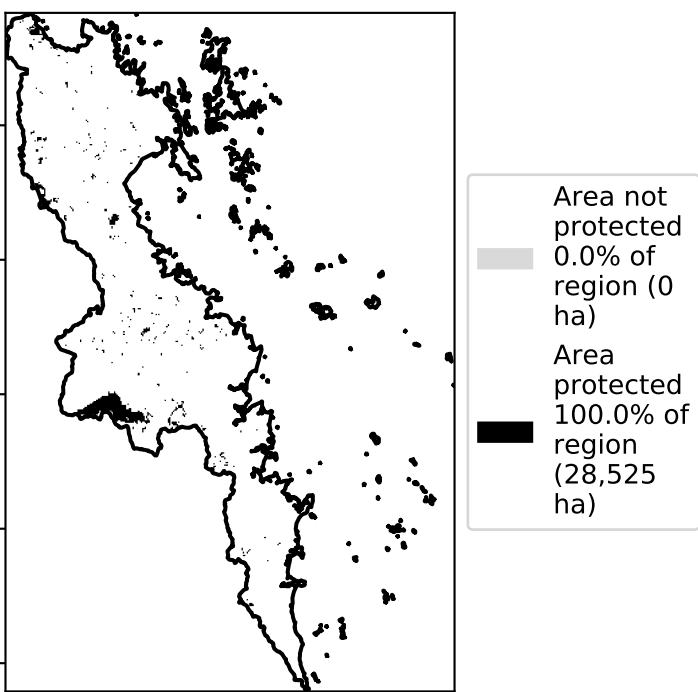 Area not
protected
0.0% of
region (0
ha)
Area
protected
100.0% of
region
(28,525
ha)